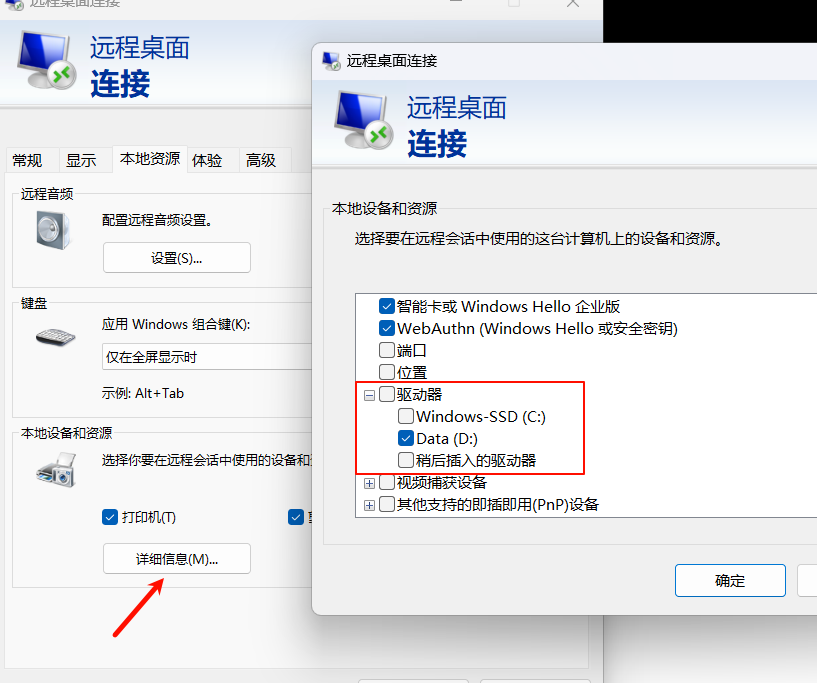 远程桌面连接
远程桌面
连接
常规
显示
本地资源
体验
高级
远程音频
配置远程音频设置。
设置(S)...
键盘
应用 Windows 组合键(K):
仅在全屏显示时
示例: Alt+Tab
本地设备和资源
选择你要在远程会话中使用的设备和
打印机(T)
详细信息(M)...
远程桌面连接
远程桌面
连接
本地设备和资源
选择要在远程会话中使用的这台计算机上的设备和资源。
智能卡或 Windows Hello 企业版
WebAuthn (Windows Hello 或安全密钥)
端口
位置
驱动器
Windows-SSD (C:)
Data (D:)
稍后插入的驱动器
视频捕获设备
其他支持的即插即用(PnP)设备
确定